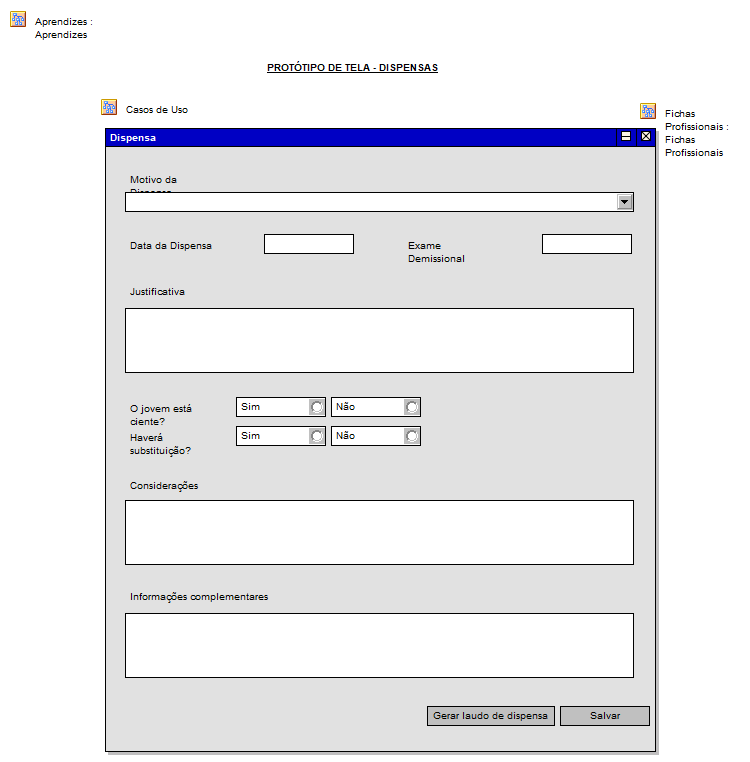 Aprendizes :
Aprendizes
PROTÓTIPO DE TELA - DISPENSAS
Casos de Uso
Fichas
Profissionais :
Fichas
Profissionais
Dispensa
Motivo da
Data da Dispensa
Exame
Demissional
Justificativa
O jovem está
ciente?
Sim
Não
Haverá
substituição?
Sim
Não
Considerações
Informações complementares
Gerar laudo de dispensa
Salvar